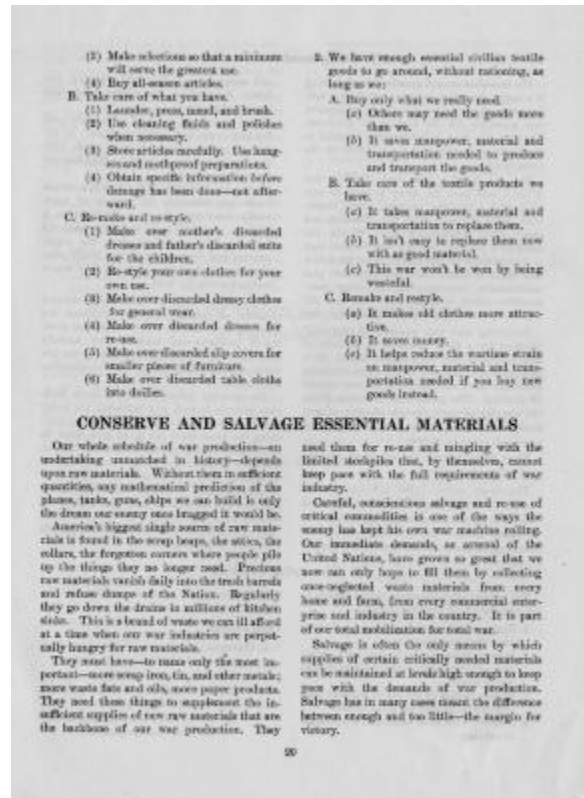 (3) Make selections so that a minimum
will serve the greatest use.
(4) Buy all-season articles.
B. Take care of what you have.
(1) Launder, press, mend, and brush.
(2) Use cleaning fluids and polishes
when necessary.
(3) Store articles carefully. Use hang-
ers and mothproof preparations.
(4) Obtain specific information before
damage has been done—not after-
ward.
C. Re-make and re-style.
(1) Make over mother's discarded
dresses and father's discarded suits
for the children.
(2) Re-style your own clothes for your
own use.
(3) Make over discarded dressy clothes
for general wear.
(4) Make over discarded dresses for
re-use.
(5) Make over discarded slip covers for
smaller pieces of furniture.
(6) Make over discarded table cloths
into doilies.
2. We have enough essential civilian textile
goods to go around, without rationing, as
long as we:
A. Buy only what we really need.
(a) Others may need the goods more
than we.
(b) It saves manpower, material and
transportation needed to produce
and transport the goods.
B. Take care of the textile products we
have.
(a) It takes manpower, material and
transportation to replace them.
(b) It isn't easy to replace them now
with as good material.
(c) This war won't be won by being
wasteful.
C. Remake and restyle.
(a) It makes old clothes more attrac-
tive.
(b) It saves money.
(c) It helps reduce the wartime strain
on manpower, material and trans-
portation needed if you buy new
goods instead.
CONSERVE AND SALVAGE ESSENTIAL MATERIALS
Our whole schedule of war production—an
undertaking unmatched in history—depends
upon raw materials. Without them in sufficient
quantities, any mathematical prediction of the
planes, tanks, guns, ships we can build is only
the dream our enemy once bragged it would be.
America's biggest single source of raw mate-
rials is found in the scrap heaps, the attics, the
cellars, the forgotten corners where people pile
up the things they no longer need. Precious
raw materials vanish daily into the trash barrels
and refuse dumps of the Nation. Regularly
they go down the drains in millions of kitchen
sinks. This is a brand of waste we can ill afford
at a time when our war industries are perpet-
ually hungry for raw materials.
They must have—to name only the most im-
portant—more scrap iron, tin, and other metals;
more waste fats and oils, more paper products.
They need these things to supplement the in-
sufficient supplies of new raw materials that are
the backbone of our war production. They
need them for re-use and mingling with the
limited stockpiles that, by themselves, cannot
keep pace with the full requirements of war
industry.
Careful, conscientious salvage and re-use of
critical commodities is one of the ways the
enemy has kept his own war machine rolling.
Our immediate demands, as arsenal of the
United Nations, have grown so great that we
now can only hope to fill them by collecting
once-neglected waste materials from every
home and farm, from every commercial enter-
prise and industry in the country. It is part
of our total mobilization for total war.
Salvage is often the only means by which
supplies of certain critically needed materials
can be maintained at levels high enough to keep
pace with the demands of war production.
Salvage has in many cases meant the difference
between enough and too little—the margin for
victory.
20